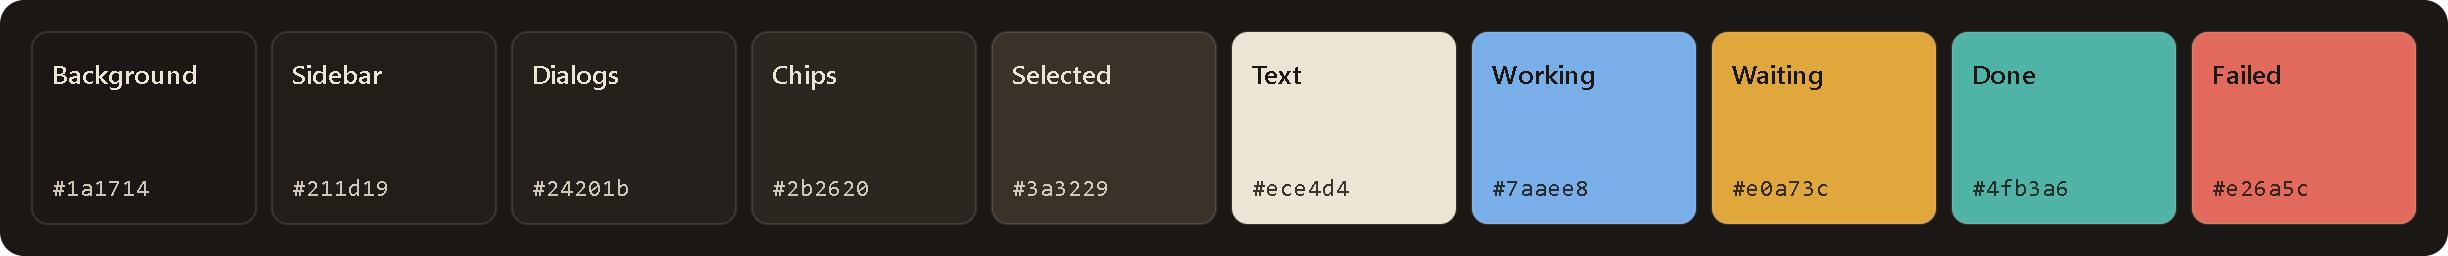 Background
Sidebar
Dialogs
Chips
Selected
Text
Working
Waiting
Done
Failed
#1a1714
#211d19
#24201b
#2b2620
#3a3229
#ece4d4
#7aaee8
#e0a73c
#4fb3a6
#e26a5c